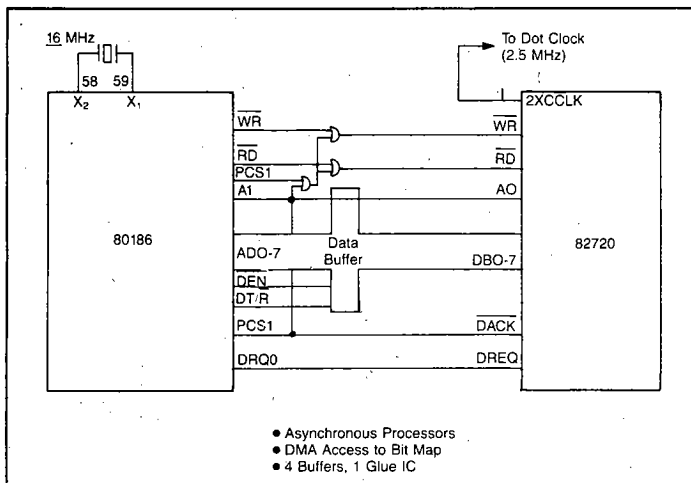 16 MHz
58 59
X2 X1
80186
WR
RD
PCS1
A1
AD0-7
DEN
DT/R
PCS1
DRQ0
Data
Buffer
To Dot Clock
(2.5 MHz)
2XCCLK
WR
RD
AO
DBO-7
DACK
DREQ
82720
● Asynchronous Processors
● DMA Access to Bit Map
● 4 Buffers, 1 Glue IC